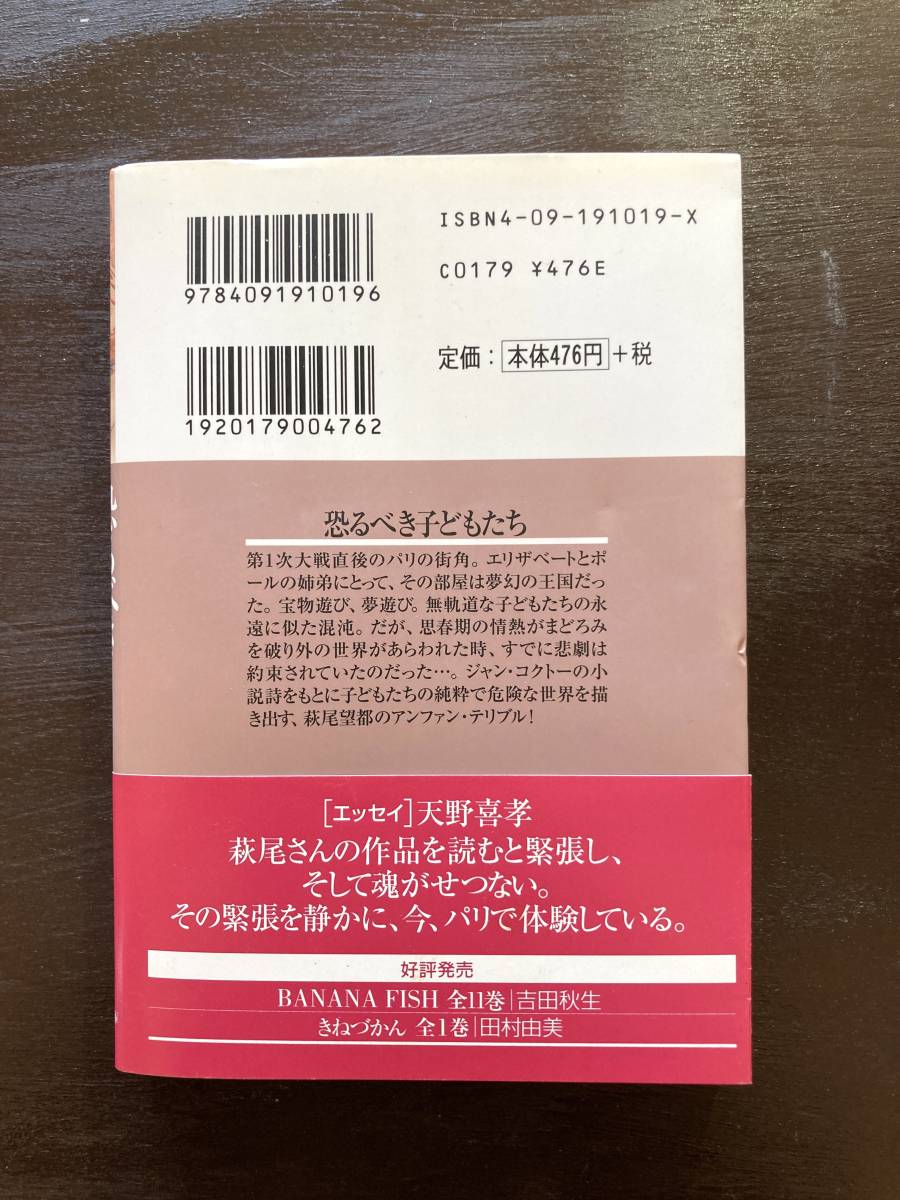 ISBN4-09-191019-X
9784091910196
C0179 ¥476E
定価：本体476円+税
1920179004762
恐るべき子どもたち
第1次大戦直後のパリの街角。エリザベートとポ
ールの姉弟にとって、その部屋は夢幻の王国だっ
た。宝物遊び、夢遊び。無軌道な子どもたちの永
遠に似た混沌。だが、思春期の情熱がまどろみ
を破り外の世界があらわれた時、すでに悲劇は
約束されていたのだった…。ジャン・コクトーの小
説詩をもとに子どもたちの純粋で危険な世界を描
き出す、萩尾望都のアンファン・テリブル!
[エッセイ]天野喜孝
萩尾さんの作品を読むと緊張し、
そして魂がせつない。
その緊張を静かに、今、パリで体験している。
好評発売
BANANA FISH 全11巻|吉田秋生
きねづかん 全1巻|田村由美